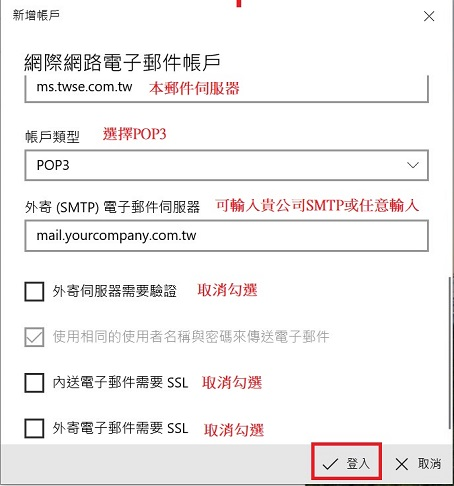 新增帳戶
網際網路電子郵件帳戶
ms.twse.com.tw 本郵件伺服器
帳戶類型 選擇POP3
POP3
外寄 (SMTP) 電子郵件伺服器 可輸入貴公司SMTP或任意輸入
mail.yourcompany.com.tw
外寄伺服器需要驗證 取消勾選
使用相同的使用者名稱與密碼來傳送電子郵件
內送電子郵件需要 SSL 取消勾選
外寄電子郵件需要 SSL 取消勾選
登入 取消